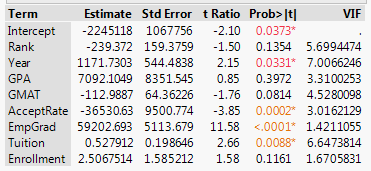 Term Estimate Std Error t Ratio Prob>|t| VIF
Intercept -2245118 1067756 -2.10 0.0373* .
Rank -239.372 159.3759 -1.50 0.1354 5.6994474
Year 1171.7303 544.4838 2.15 0.0331* 7.0066246
GPA 7092.1049 8351.545 0.85 0.3972 3.3100253
GMAT -112.9887 64.36226 -1.76 0.0814 4.5280098
AcceptRate -36530.63 9500.774 -3.85 0.0002* 3.0162129
EmpGrad 59202.693 5113.679 11.58 <.0001* 1.4211055
Tuition 0.527912 0.198646 2.66 0.0088* 6.6473814
Enrollment 2.5067514 1.585212 1.58 0.1161 1.6705831